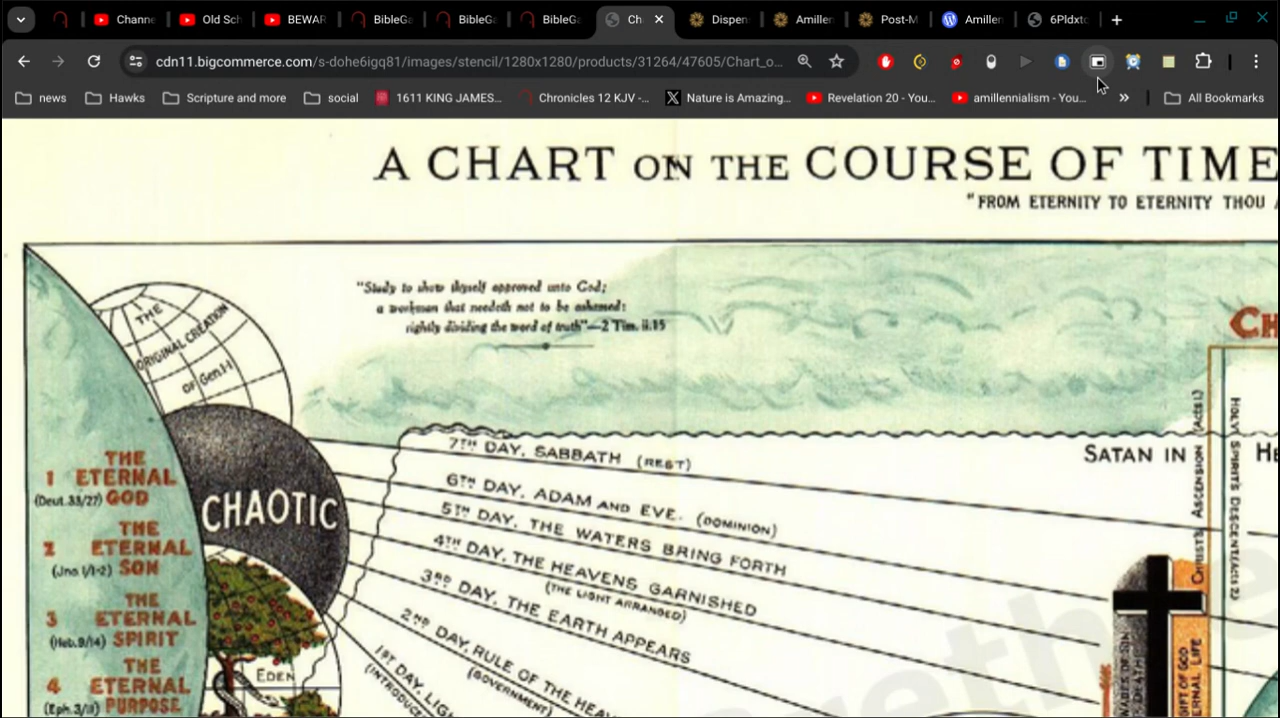 Channe
Old Sch
BEWAR
BibleGa
BibleGa
BibleGa
Ch
Dispen
Amillen
Post-M
Amillen
6Pldxtc
cdn11.bigcommerce.com/s-dohe6igq81/images/stencil/1280x1280/products/31264/47605/Chart_o...
news
Hawks
Scripture and more
social
1611 KING JAMES...
Chronicles 12 KJV -...
Nature is Amazing...
Revelation 20 - You...
amillennialism - You...
All Bookmarks
A CHART ON THE COURSE OF TIME
"FROM ETERNITY TO ETERNITY THOU A
"Study to show thyself approved unto God;
a workman that needeth not to be ashamed:
rightly dividing the word of truth"—2 Tim. ii.15
THE
ORIGINAL CREATION
OF Gen.1-1
CHAOTIC
1 THE
ETERNAL
(Deut.33/27) GOD
2 THE
ETERNAL
(Jno.1/1-2) SON
3 THE
ETERNAL
(Heb.9/14) SPIRIT
4 THE
ETERNAL
(Eph.3/11) PURPOSE
EDEN
7TH DAY, SABBATH (REST)
6TH DAY, ADAM AND EVE. (DOMINION)
5TH DAY, THE WATERS BRING FORTH
4TH DAY, THE HEAVENS GARNISHED
(THE LIGHT ARRANGED)
3RD DAY, THE EARTH APPEARS
2ND DAY, RULE OF THE HEAV
(GOVERNMENT)
1ST DAY, LIGH
(INTRODUCE
SATAN IN HE
CH
CHRIST'S ASCENSION (Acts 1)
HOLY SPIRIT'S DESCENT (Acts 2)
DEATH
GIFT OF GOD
ERNAL LIFE